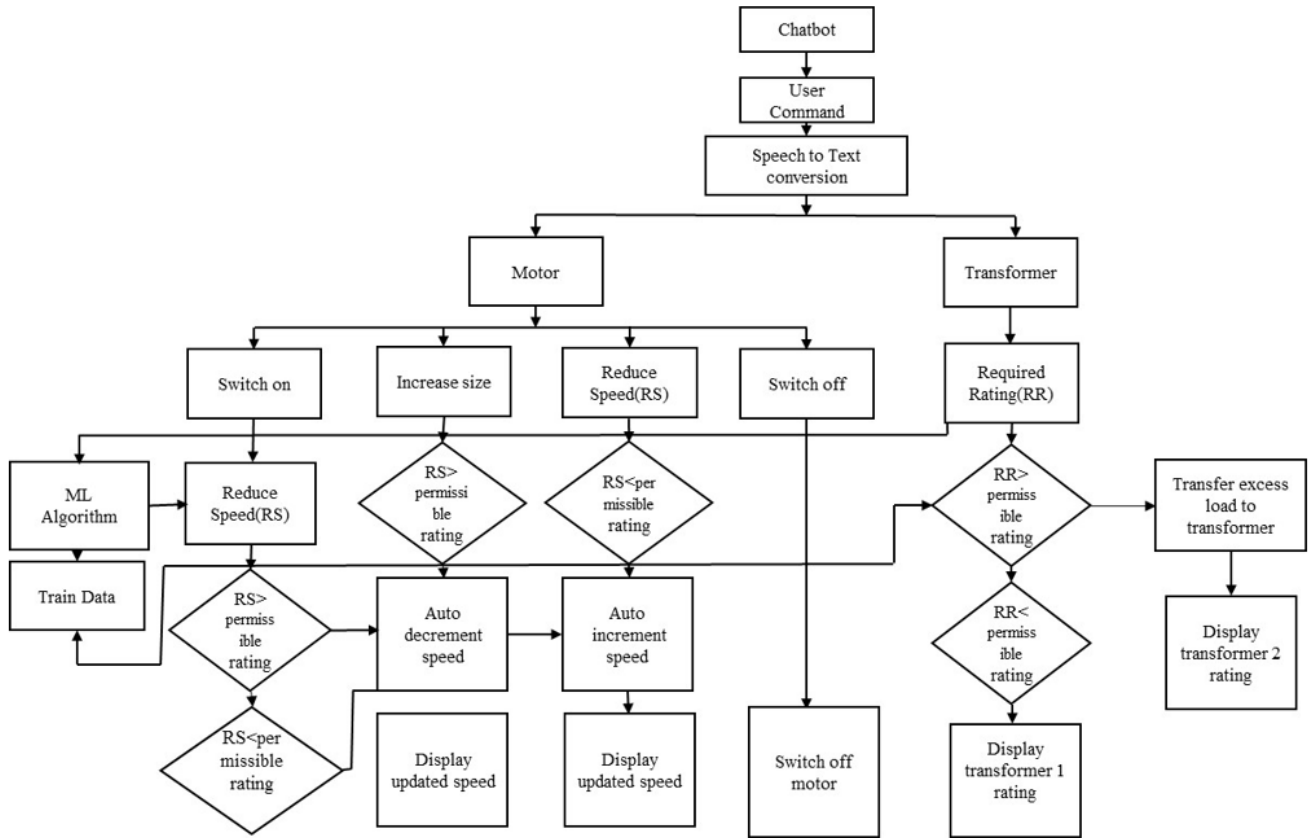 Chatbot
User
Command
Speech to Text
conversion
Motor
Transformer
Switch on
Increase size
Reduce
Speed(RS)
Switch off
Required
Rating(RR)
ML
Algorithm
Reduce
Speed(RS)
RS>
permissi
ble
rating
RS<per
missible
rating
RR>
permiss
ible
rating
Transfer excess
load to
transformer
Train Data
RS>
permiss
ible
rating
Auto
decrement
speed
Auto
increment
speed
RR<
permiss
ible
rating
Display
transformer 2
rating
RS<per
missible
rating
Display
updated speed
Display
updated speed
Switch off
motor
Display
transformer 1
rating